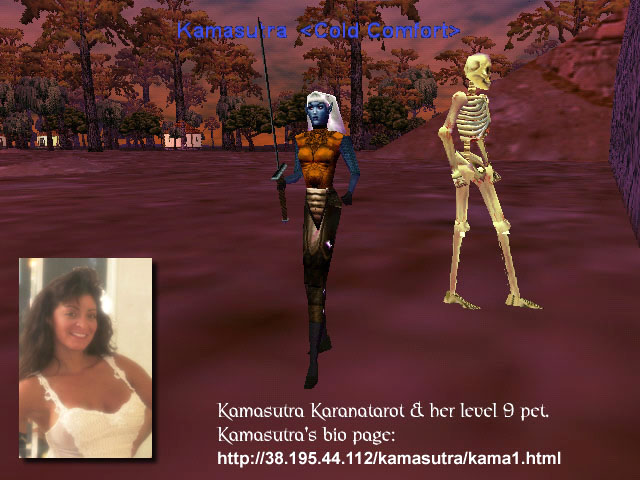 Kamasutra <Cold Comfort>
Kamasutra Karanatarot & her level 9 pet.
Kamasutra's bio page:
http://38.195.44.112/kamasutra/kama1.html